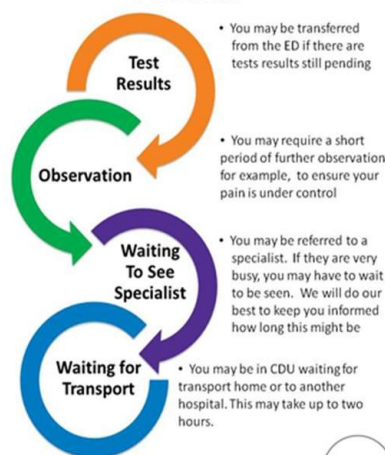 Test
Results
• You may be transferred
from the ED if there are
tests results still pending
Observation
• You may require a short
period of further observation
for example, to ensure your
pain is under control
Waiting
To See
Specialist
• You may be referred to a
specialist. If they are very
busy, you may have to wait
to be seen. We will do our
best to keep you informed
how long this might be
Waiting for
Transport
• You may be in CDU waiting for
transport home or to another
hospital. This may take up to two
hours.